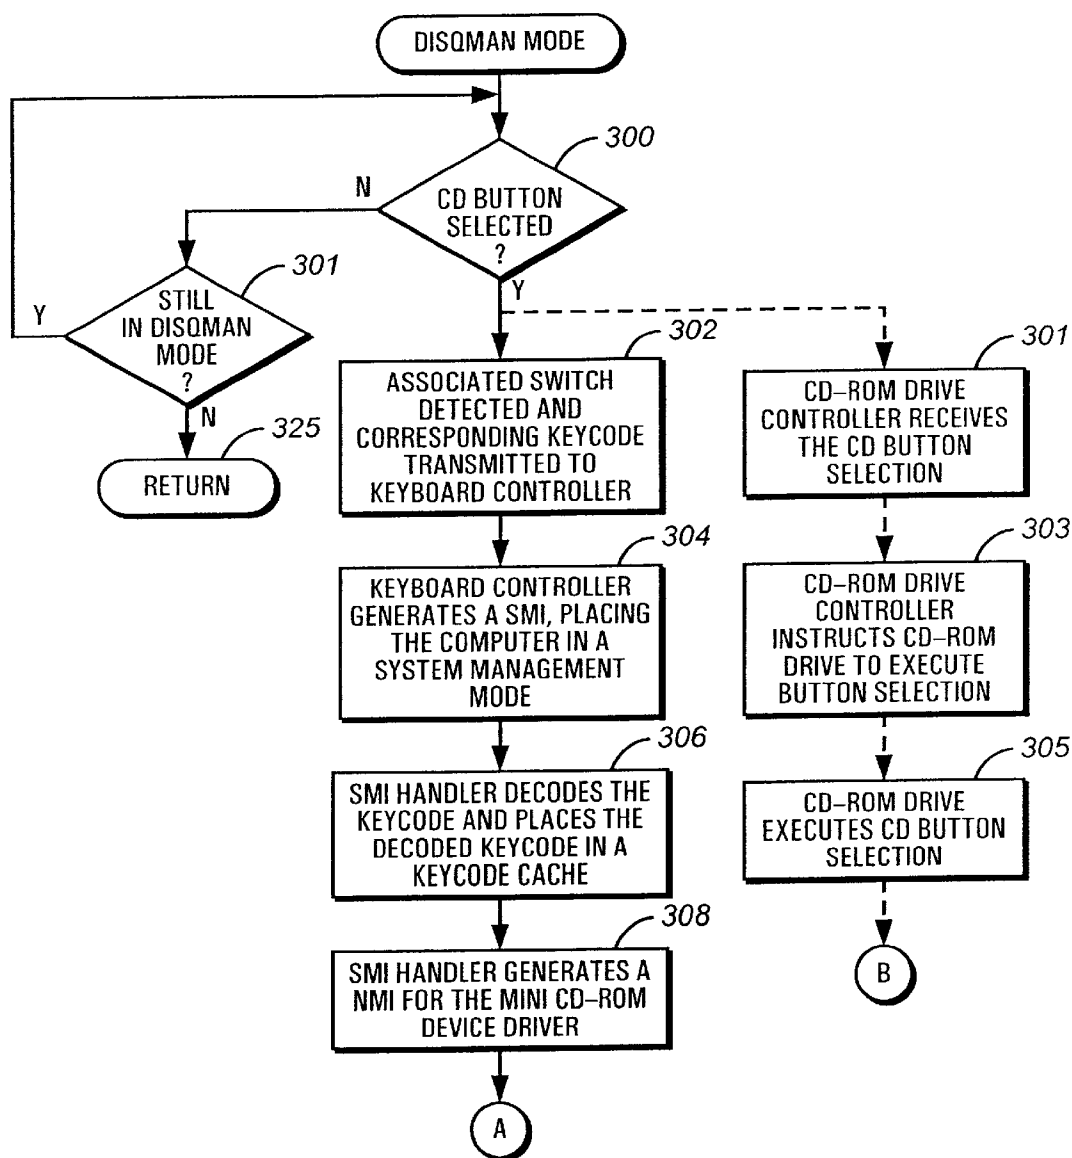 DISQMAN MODE
300
N
CD BUTTON
SELECTED
?
Y
301
STILL
IN DISQMAN
MODE
?
Y
N
325
RETURN
302
ASSOCIATED SWITCH
DETECTED AND
CORRESPONDING KEYCODE
TRANSMITTED TO
KEYBOARD CONTROLLER
304
KEYBOARD CONTROLLER
GENERATES A SMI, PLACING
THE COMPUTER IN A
SYSTEM MANAGEMENT
MODE
306
SMI HANDLER DECODES THE
KEYCODE AND PLACES THE
DECODED KEYCODE IN A
KEYCODE CACHE
308
SMI HANDLER GENERATES A
NMI FOR THE MINI CD-ROM
DEVICE DRIVER
A
301
CD-ROM DRIVE
CONTROLLER RECEIVES
THE CD BUTTON
SELECTION
303
CD-ROM DRIVE
CONTROLLER
INSTRUCTS CD-ROM
DRIVE TO EXECUTE
BUTTON SELECTION
305
CD-ROM DRIVE
EXECUTES CD BUTTON
SELECTION
B